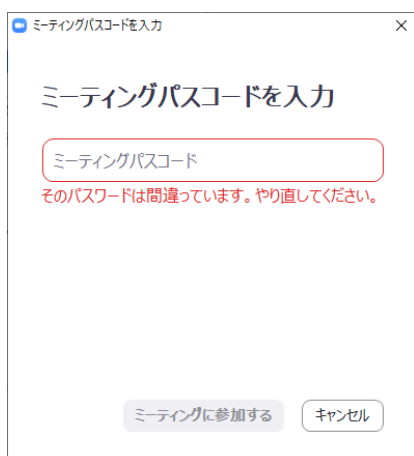 ミーティングパスコードを入力
ミーティングパスコードを入力
ミーティングパスコード
そのパスワードは間違っています。やり直してください。
ミーティングに参加する
キャンセル